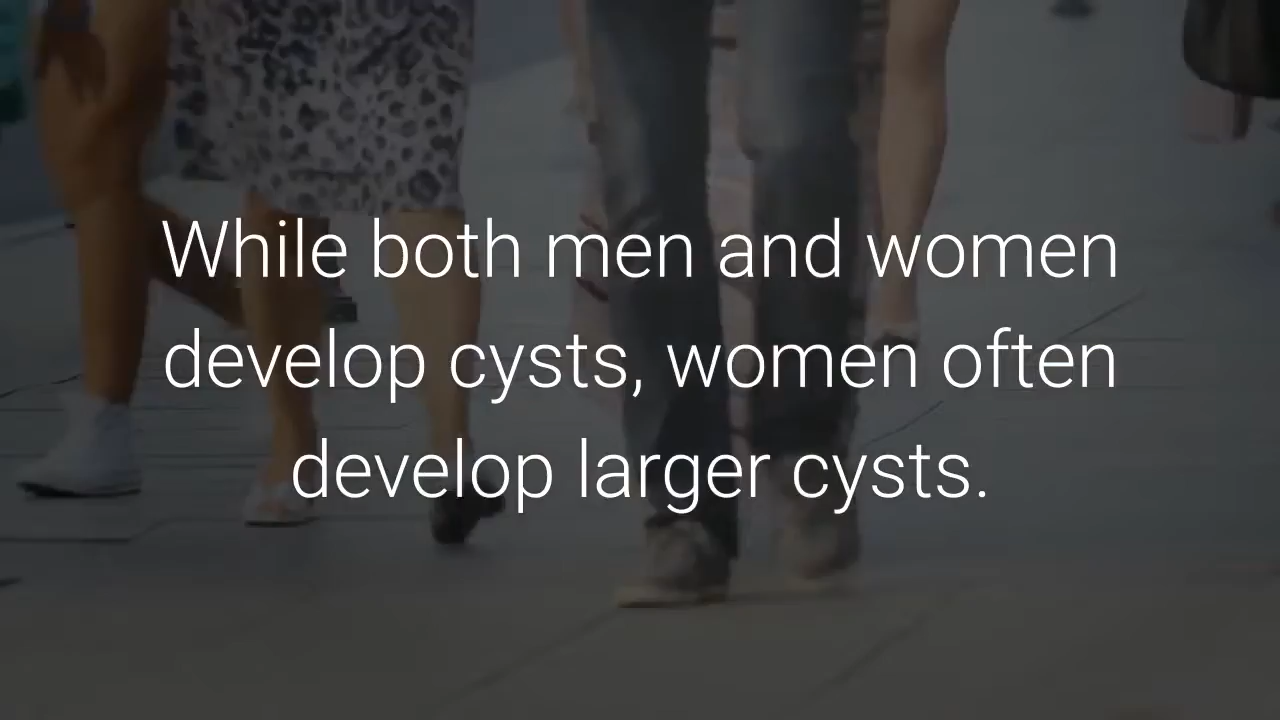 While both men and women
develop cysts, women often
develop larger cysts.